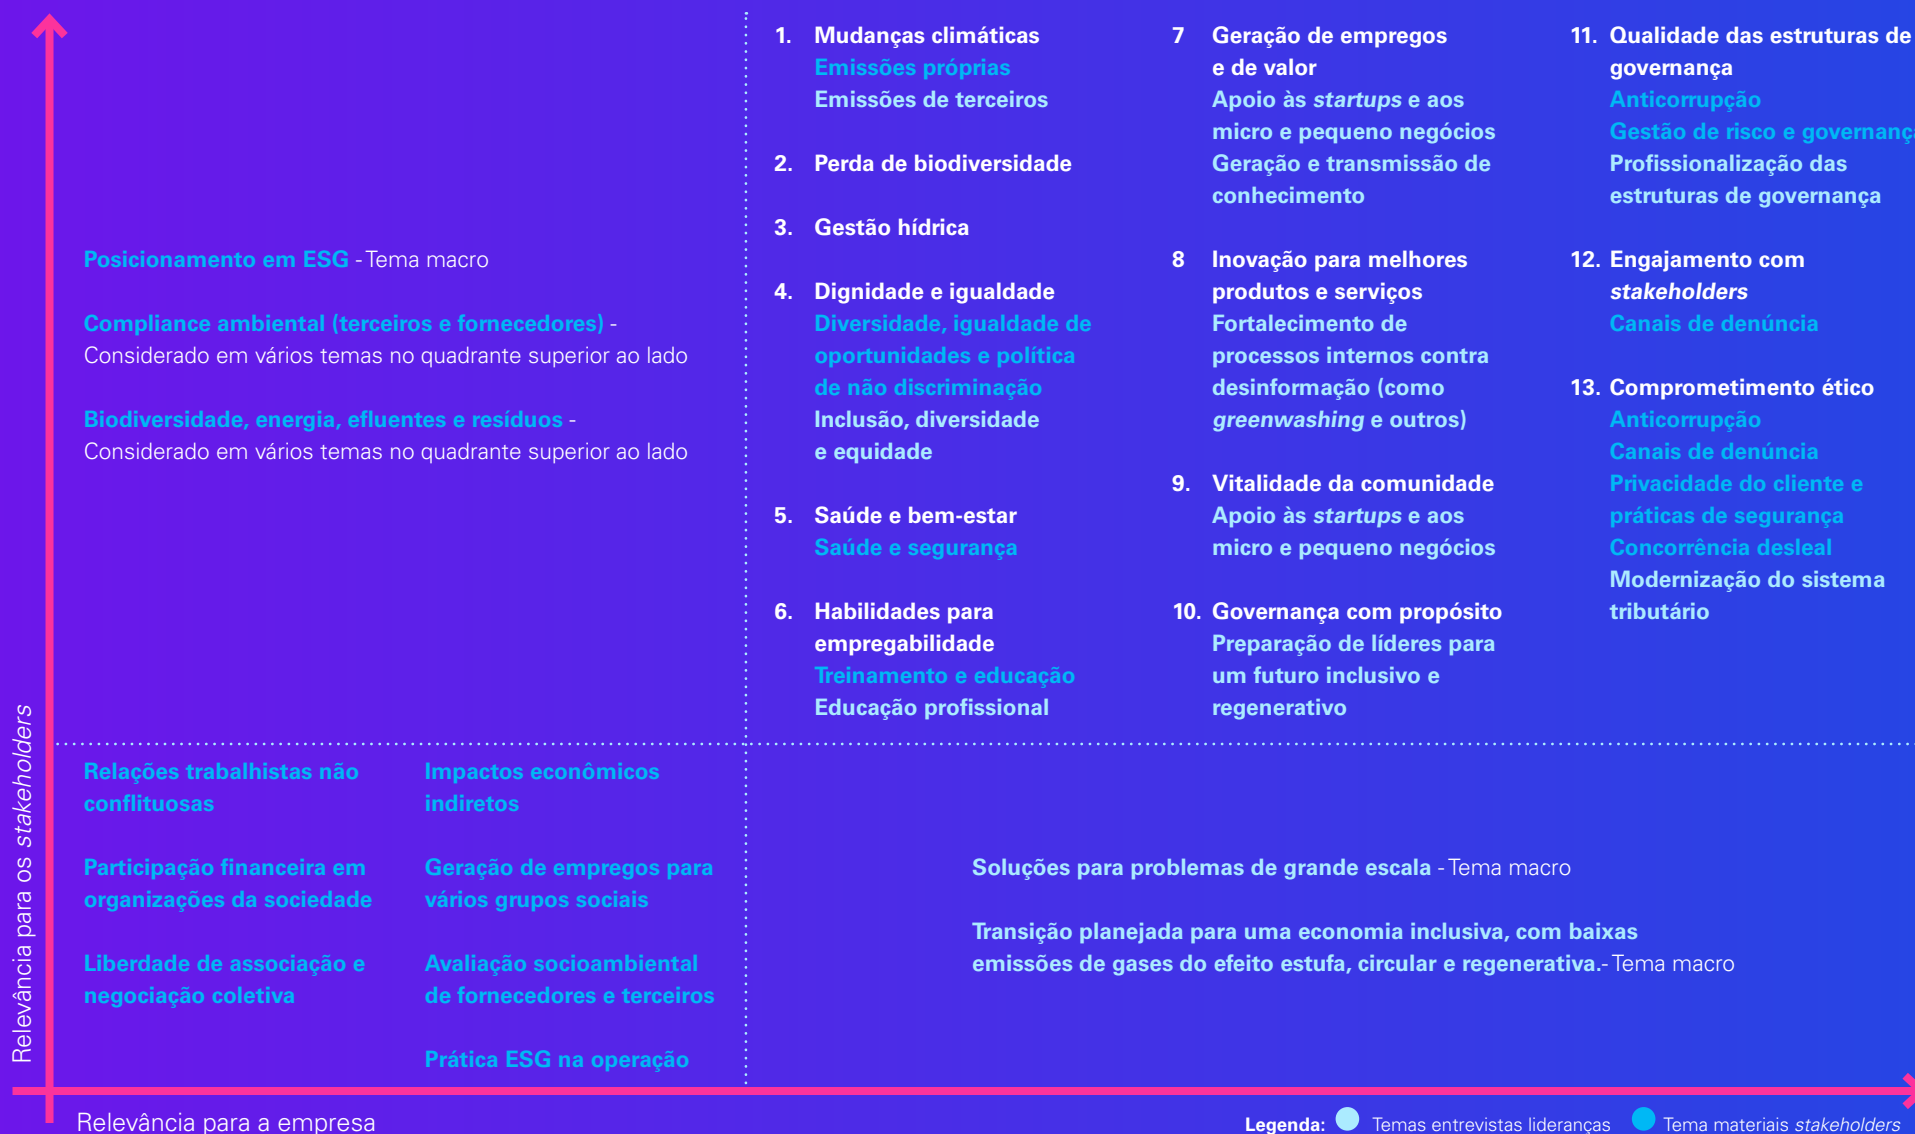 Relevância para os stakeholders
Posicionamento em ESG - Tema macro
Compliance ambiental (terceiros e fornecedores) -
Considerado em vários temas no quadrante superior ao lado
Biodiversidade, energia, efluentes e resíduos -
Considerado em vários temas no quadrante superior ao lado
1. Mudanças climáticas
Emissões próprias
Emissões de terceiros
2. Perda de biodiversidade
3. Gestão hídrica
4. Dignidade e igualdade
Diversidade, igualdade de
oportunidades e política
de não discriminação
Inclusão, diversidade
e equidade
5. Saúde e bem-estar
Saúde e segurança
6. Habilidades para
empregabilidade
Treinamento e educação
Educação profissional
7 Geração de empregos
e de valor
Apoio às startups e aos
micro e pequeno negócios
Geração e transmissão de
conhecimento
8 Inovação para melhores
produtos e serviços
Fortalecimento de
processos internos contra
desinformação (como
greenwashing e outros)
9. Vitalidade da comunidade
Apoio às startups e aos
micro e pequeno negócios
10. Governança com propósito
Preparação de líderes para
um futuro inclusivo e
regenerativo
11. Qualidade das estruturas de
governança
Anticorrupção
Gestão de risco e governança
Profissionalização das
estruturas de governança
12. Engajamento com
stakeholders
Canais de denúncia
13. Comprometimento ético
Anticorrupção
Canais de denúncia
Privacidade do cliente e
práticas de segurança
Concorrência desleal
Modernização do sistema
tributário
Relações trabalhistas não
conflituosas
Participação financeira em
organizações da sociedade
Liberdade de associação e
negociação coletiva
Impactos econômicos
indiretos
Geração de empregos para
vários grupos sociais
Avaliação socioambiental
de fornecedores e terceiros
Prática ESG na operação
Soluções para problemas de grande escala - Tema macro
Transição planejada para uma economia inclusiva, com baixas
emissões de gases do efeito estufa, circular e regenerativa.- Tema macro
Relevância para a empresa
Legenda: Temas entrevistas lideranças Tema materiais stakeholders